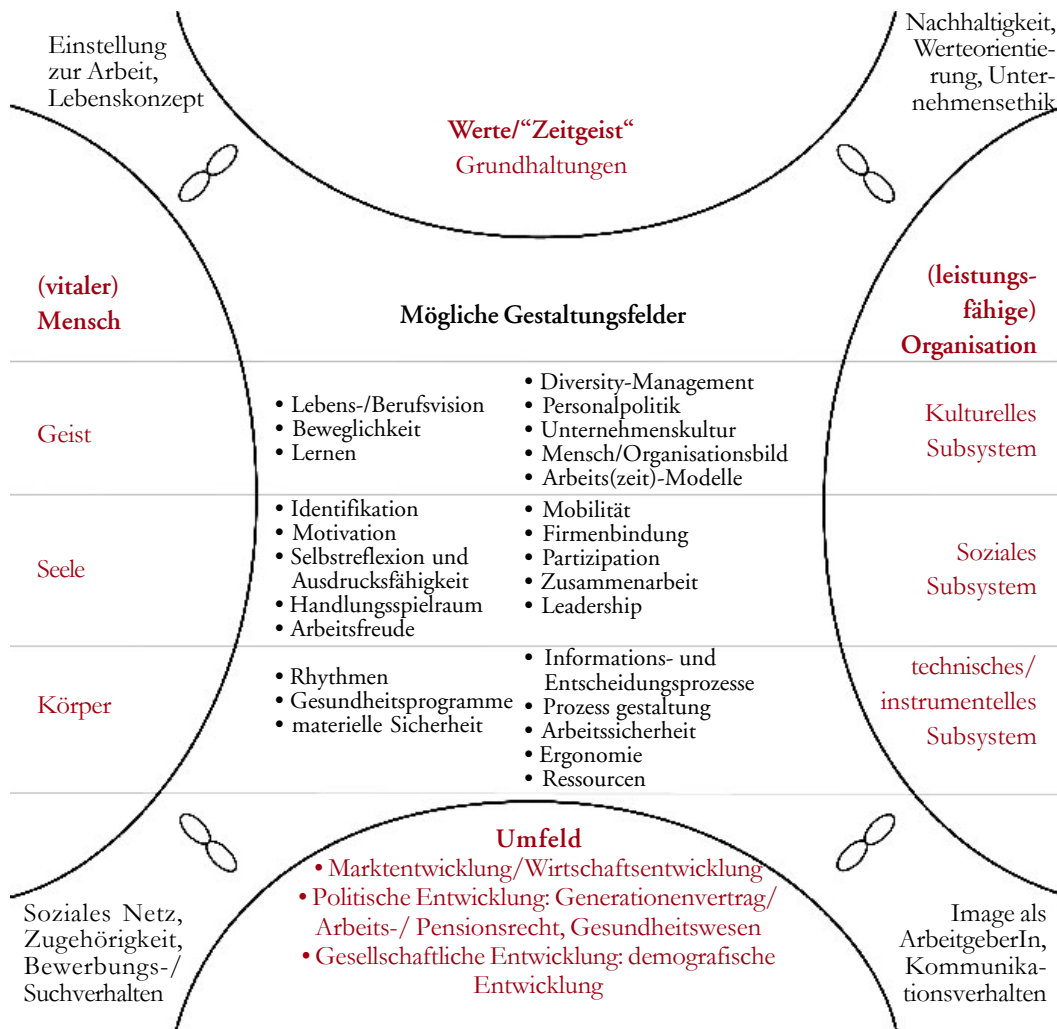 Einstellung
zur Arbeit,
Lebenskonzept
Nachhaltigkeit,
Werteorientie-
rung, Unter-
nehmensethik
Werte/“Zeitgeist“
Grundhaltungen
(vitaler)
Mensch
Mögliche Gestaltungsfelder
(leistungs-
fähige)
Organisation
Geist
• Lebens-/Berufsvision
• Beweglichkeit
• Lernen
• Diversity-Management
• Personalpolitik
• Unternehmenskultur
• Mensch/Organisationsbild
• Arbeits(zeit)-Modelle
Kulturelles
Subsystem
Seele
• Identifikation
• Motivation
• Selbstreflexion und
Ausdrucksfähigkeit
• Handlungsspielraum
• Arbeitsfreude
• Mobilität
• Firmenbindung
• Partizipation
• Zusammenarbeit
• Leadership
Soziales
Subsystem
Körper
• Rhythmen
• Gesundheitsprogramme
• materielle Sicherheit
• Informations- und
Entscheidungsprozesse
• Prozess gestaltung
• Arbeitssicherheit
• Ergonomie
• Ressourcen
technisches/
instrumentelles
Subsystem
Umfeld
• Marktentwicklung/Wirtschaftsentwicklung
• Politische Entwicklung: Generationenvertrag/
Arbeits-/ Pensionsrecht, Gesundheitswesen
• Gesellschaftliche Entwicklung: demografische
Entwicklung
Soziales Netz,
Zugehörigkeit,
Bewerbungs-/
Suchverhalten
Image als
ArbeitgeberIn,
Kommunika-
tionsverhalten